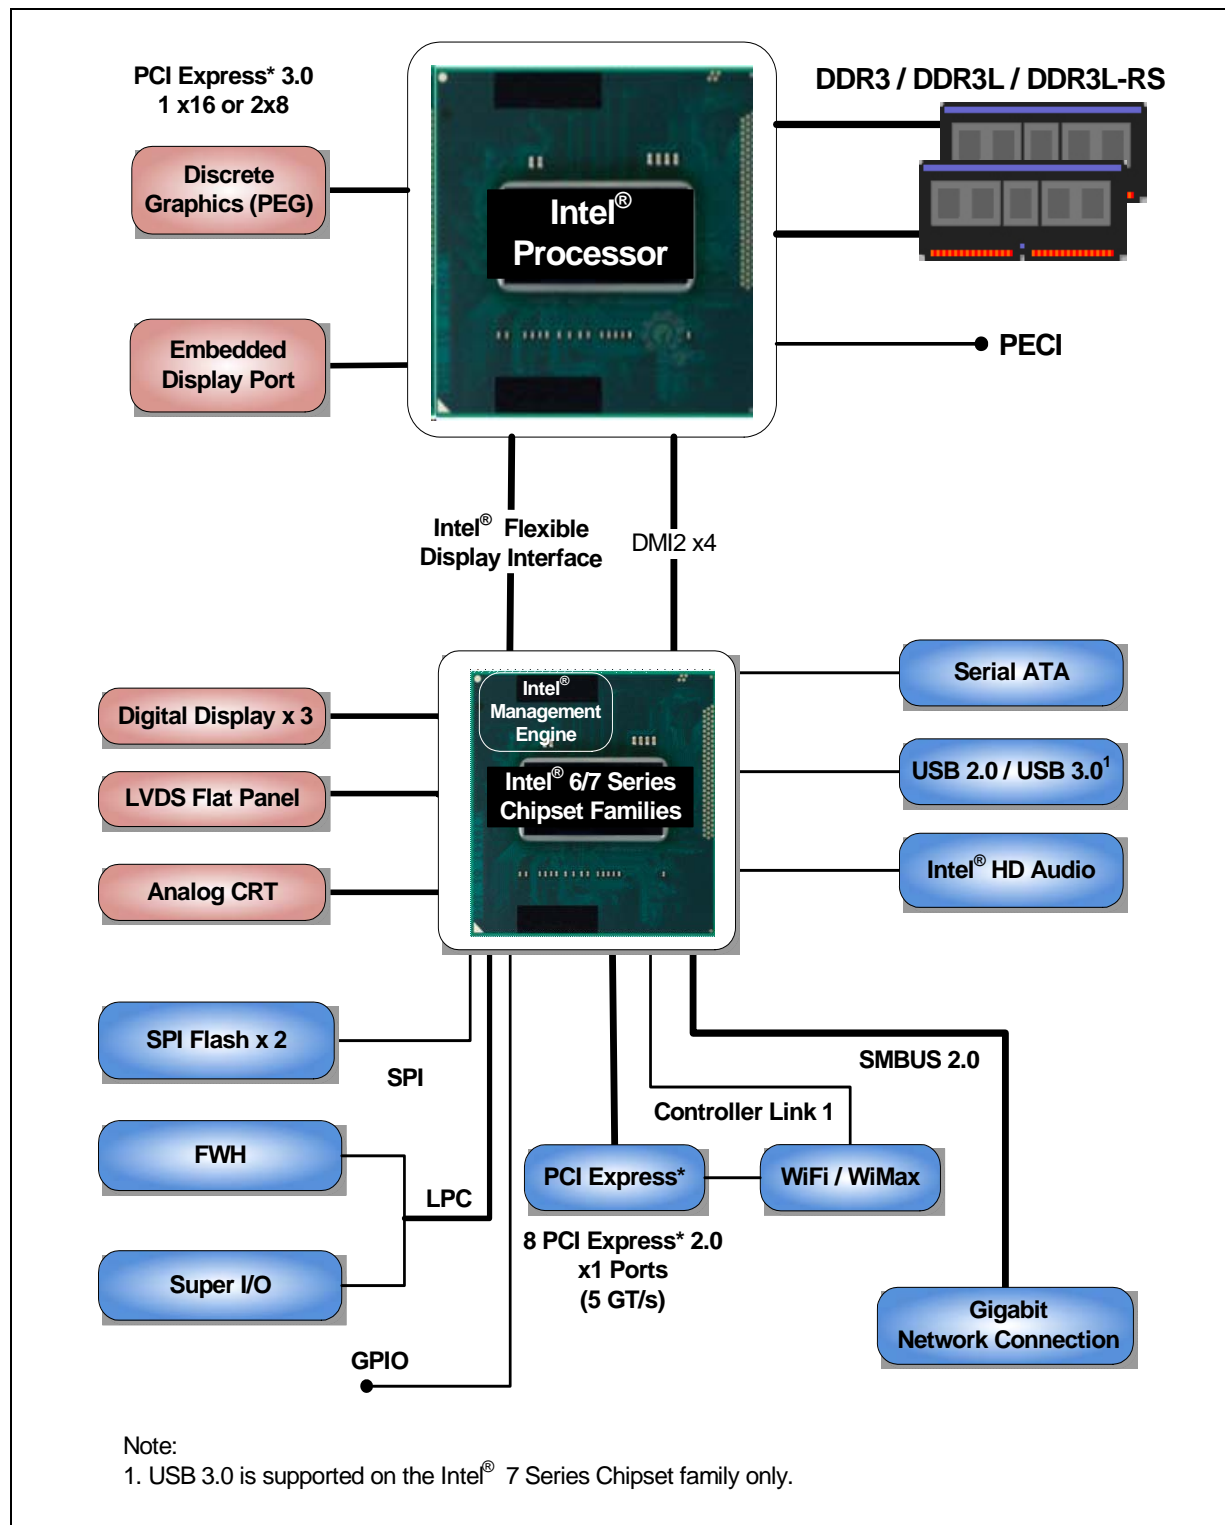 PCI Express* 3.0
1 x16 or 2x8
DDR3 / DDR3L / DDR3L-RS
Discrete
Graphics (PEG)
Intel®
Processor
Embedded
Display Port
PECI
Intel® Flexible
Display Interface
DMI2 x4
Intel®
Management
Engine
Intel® 6/7 Series
Chipset Families
Digital Display x 3
LVDS Flat Panel
Analog CRT
Serial ATA
USB 2.0 / USB 3.0¹
Intel® HD Audio
SPI Flash x 2
SPI
FWH
LPC
Super I/O
GPIO
SMBUS 2.0
Controller Link 1
PCI Express*
WiFi / WiMax
8 PCI Express* 2.0
x1 Ports
(5 GT/s)
Gigabit
Network Connection
Note:
1. USB 3.0 is supported on the Intel® 7 Series Chipset family only.